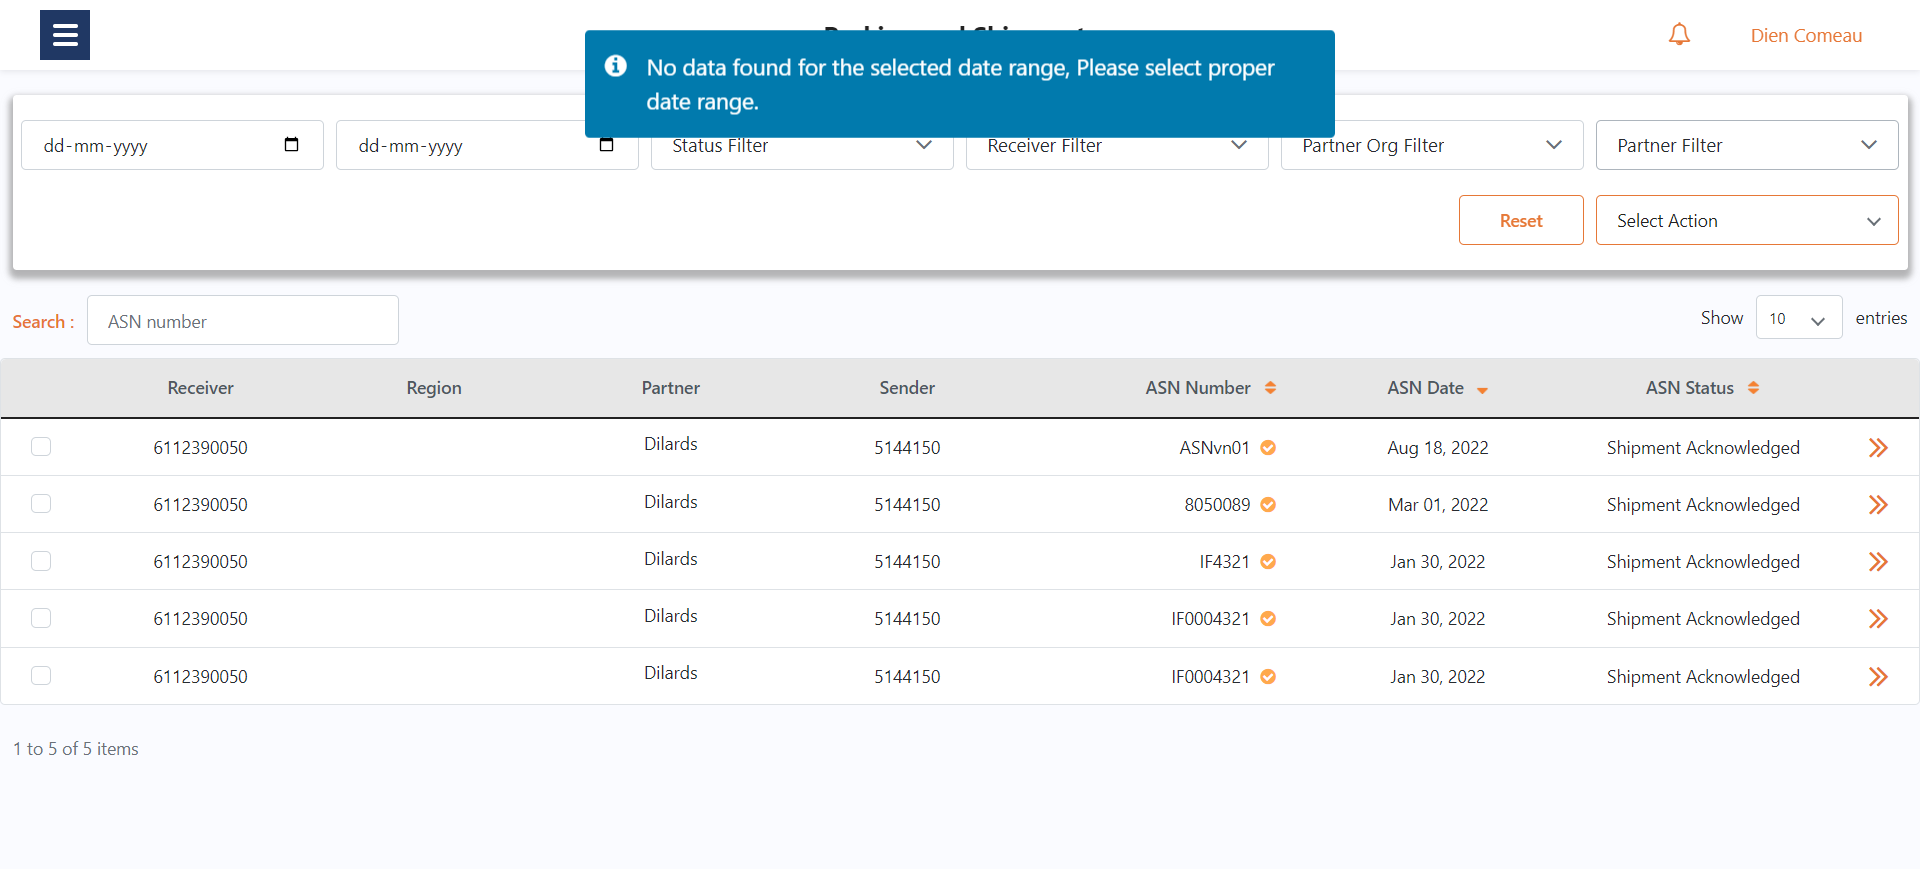 Dien Comeau
No data found for the selected date range, Please select proper
date range.
dd-mm-yyyy dd-mm-yyyy Status Filter Receiver Filter Partner Org Filter Partner Filter
Reset Select Action
Search : ASN number Show 10 entries
Receiver Region Partner Sender ASN Number ASN Date ASN Status
6112390050 Dilards 5144150 ASNvn01 Aug 18, 2022 Shipment Acknowledged
6112390050 Dilards 5144150 8050089 Mar 01, 2022 Shipment Acknowledged
6112390050 Dilards 5144150 IF4321 Jan 30, 2022 Shipment Acknowledged
6112390050 Dilards 5144150 IF0004321 Jan 30, 2022 Shipment Acknowledged
6112390050 Dilards 5144150 IF0004321 Jan 30, 2022 Shipment Acknowledged
1 to 5 of 5 items